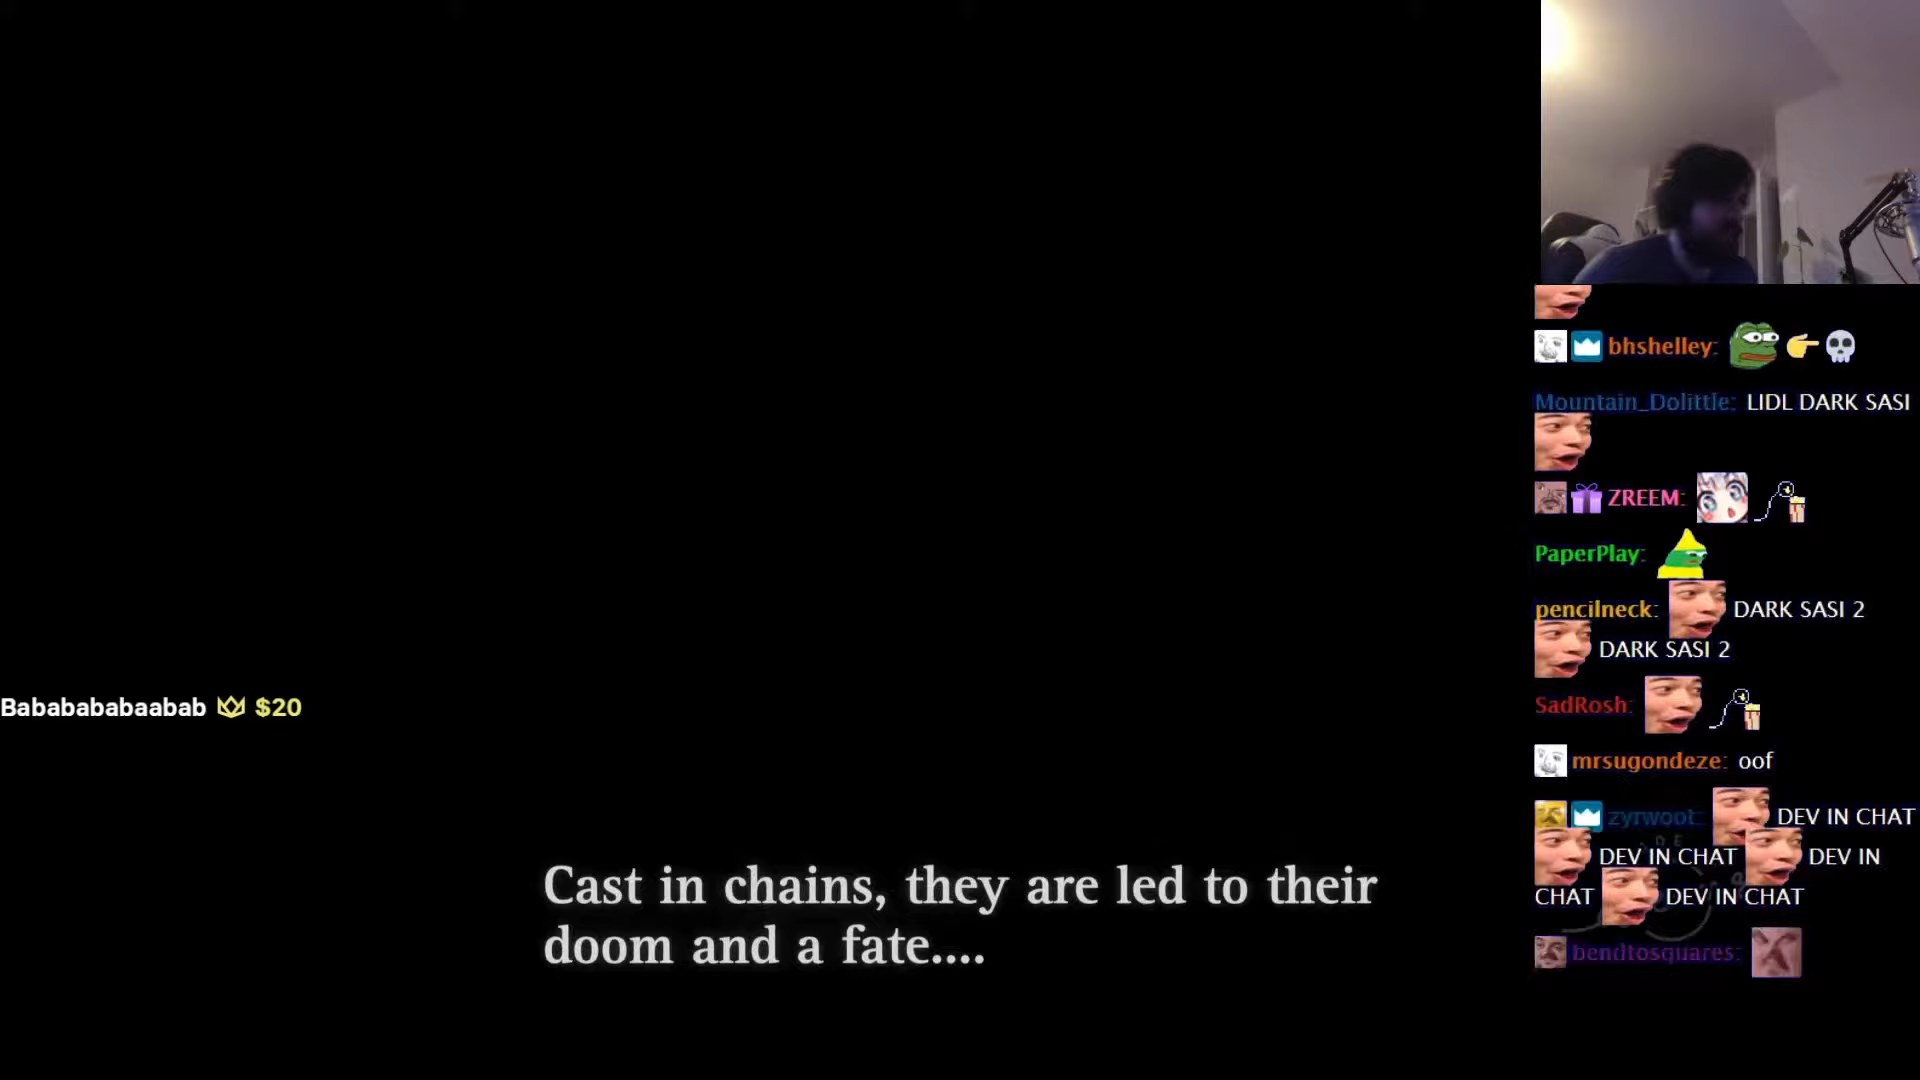 bhshelley:
Mountain_Dolittle: LIDL DARK SASI
ZREEM:
PaperPlay:
pencilneck: DARK SASI 2
DARK SASI 2
Babababababaabab $20
SadRosh:
mrsugondeze: oof
zyrwoot: DEV IN CHAT
DEV IN CHAT DEV IN
CHAT DEV IN CHAT
bendtosquares:
Cast in chains, they are led to their
doom and a fate....